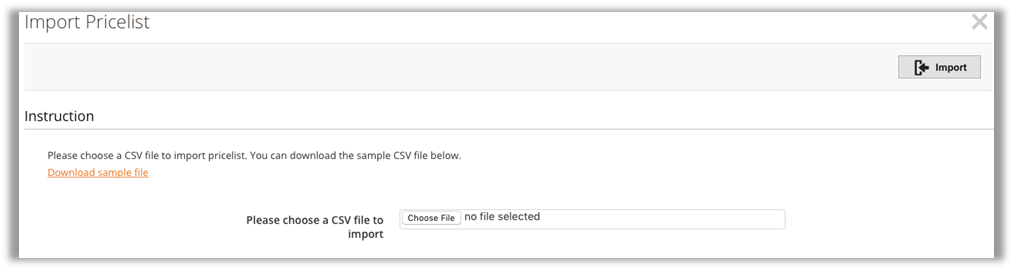 Import Pricelist
Import
Instruction
Please choose a CSV file to import pricelist. You can download the sample CSV file below.
Download sample file
Please choose a CSV file to
import
Choose File no file selected